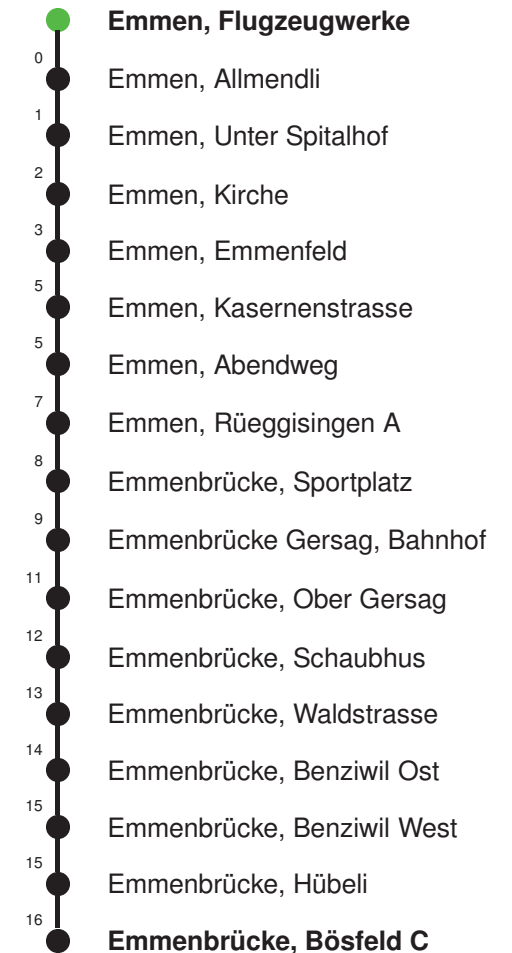 Emmen, Flugzeugwerke
0
Emmen, Allmendli
1
Emmen, Unter Spitalhof
2
Emmen, Kirche
3
Emmen, Emmenfeld
5
Emmen, Kasernenstrasse
5
Emmen, Abendweg
7
Emmen, Rüeggisingen A
8
Emmenbrücke, Sportplatz
9
Emmenbrücke Gersag, Bahnhof
11
Emmenbrücke, Ober Gersag
12
Emmenbrücke, Schaubhus
13
Emmenbrücke, Waldstrasse
14
Emmenbrücke, Benziwil Ost
15
Emmenbrücke, Benziwil West
15
Emmenbrücke, Hübeli
16
Emmenbrücke, Bösfeld C